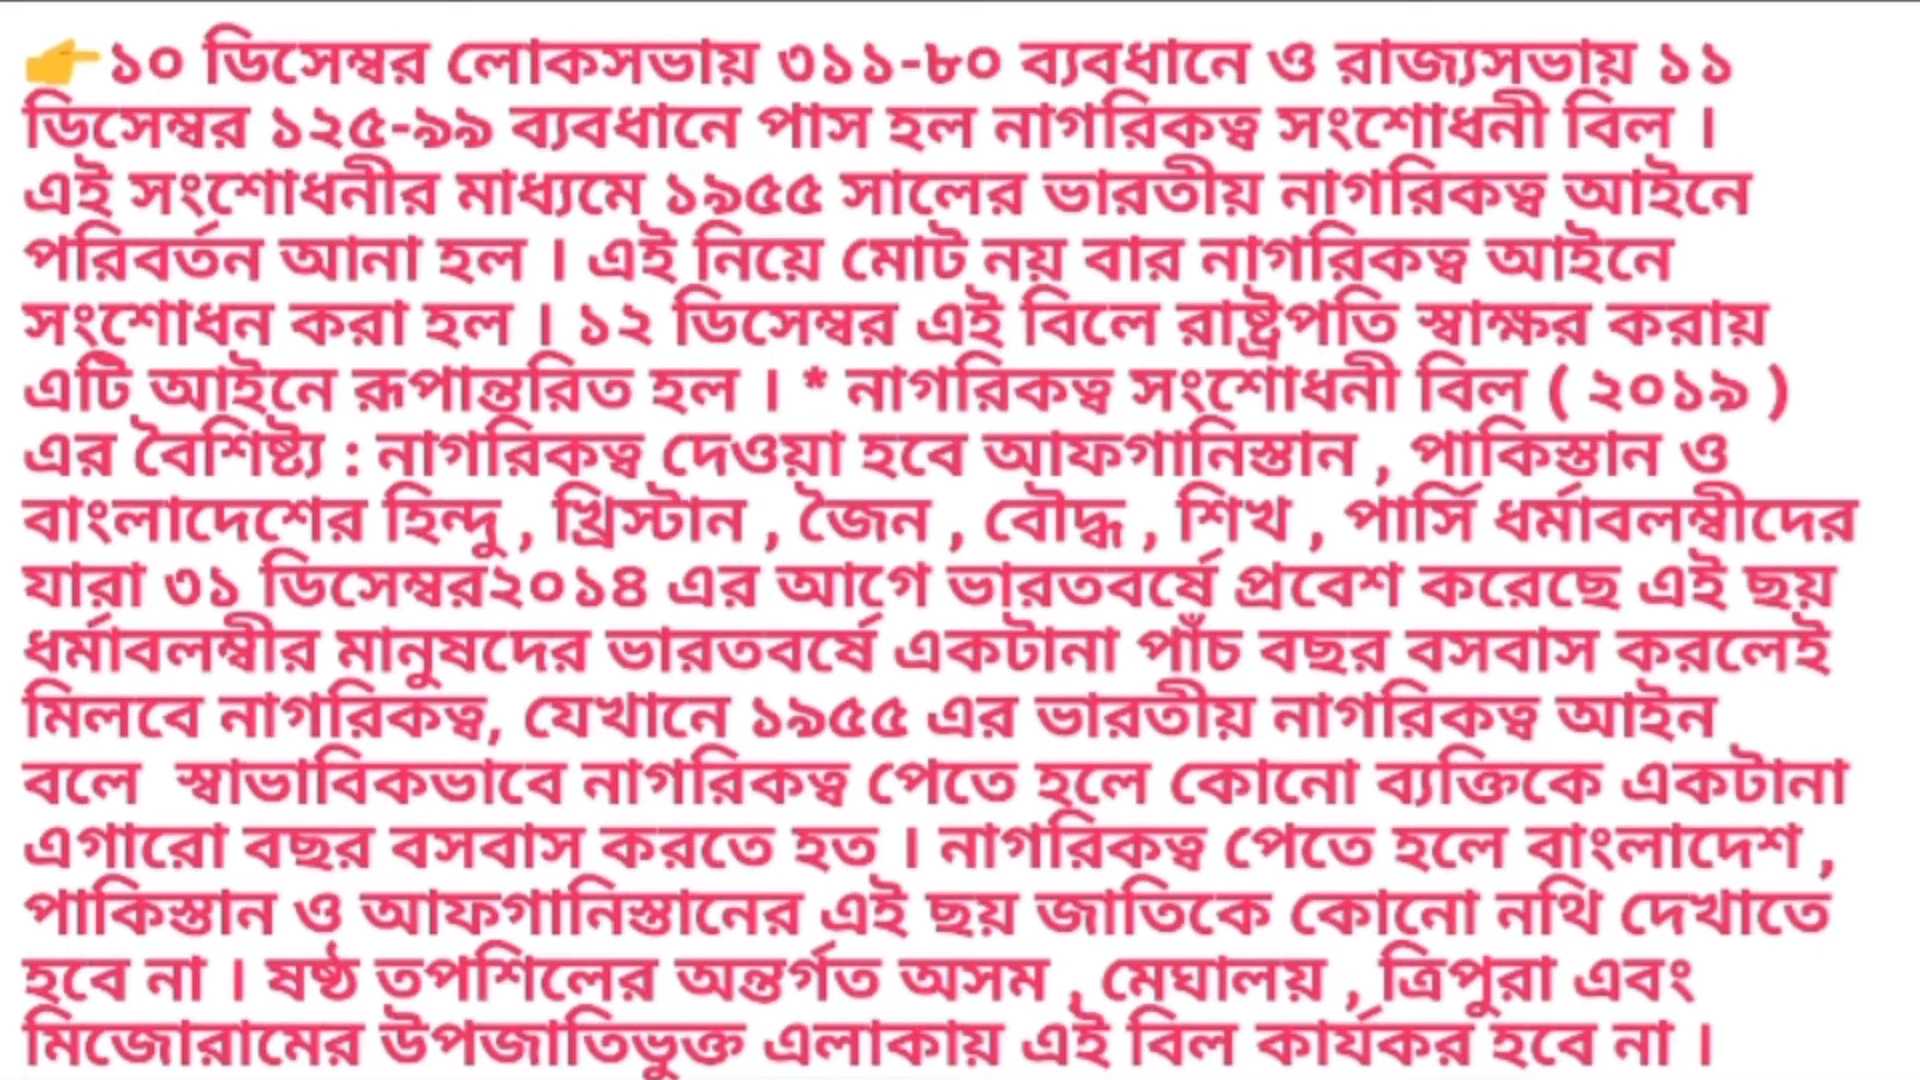 👉১০ ডিসেম্বর লোকসভায় ৩১১-৮০ ব্যবধানে ও রাজ্যসভায় ১১
ডিসেম্বর ১২৫-৯৯ ব্যবধানে পাস হল নাগরিকত্ব সংশোধনী বিল ।
এই সংশোধনীর মাধ্যমে ১৯৫৫ সালের ভারতীয় নাগরিকত্ব আইনে
পরিবর্তন আনা হল । এই নিয়ে মোট নয় বার নাগরিকত্ব আইনে
সংশোধন করা হল । ১২ ডিসেম্বর এই বিলে রাষ্ট্রপতি স্বাক্ষর করায়
এটি আইনে রূপান্তরিত হল । * নাগরিকত্ব সংশোধনী বিল ( ২০১৯ )
এর বৈশিষ্ট্য : নাগরিকত্ব দেওয়া হবে আফগানিস্তান , পাকিস্তান ও
বাংলাদেশের হিন্দু , খ্রিস্টান , জৈন , বৌদ্ধ , শিখ , পার্সি ধর্মাবলম্বীদের
যারা ৩১ ডিসেম্বর২০১৪ এর আগে ভারতবর্ষে প্রবেশ করেছে এই ছয়
ধর্মাবলম্বীর মানুষদের ভারতবর্ষে একটানা পাঁচ বছর বসবাস করলেই
মিলবে নাগরিকত্ব, যেখানে ১৯৫৫ এর ভারতীয় নাগরিকত্ব আইন
বলে  স্বাভাবিকভাবে নাগরিকত্ব পেতে হলে কোনো ব্যক্তিকে একটানা
এগারো বছর বসবাস করতে হত । নাগরিকত্ব পেতে হলে বাংলাদেশ ,
পাকিস্তান ও আফগানিস্তানের এই ছয় জাতিকে কোনো নথি দেখাতে
হবে না । ষষ্ঠ তপশিলের অন্তর্গত অসম , মেঘালয় , ত্রিপুরা এবং
মিজোরামের উপজাতিভুক্ত এলাকায় এই বিল কার্যকর হবে না ।